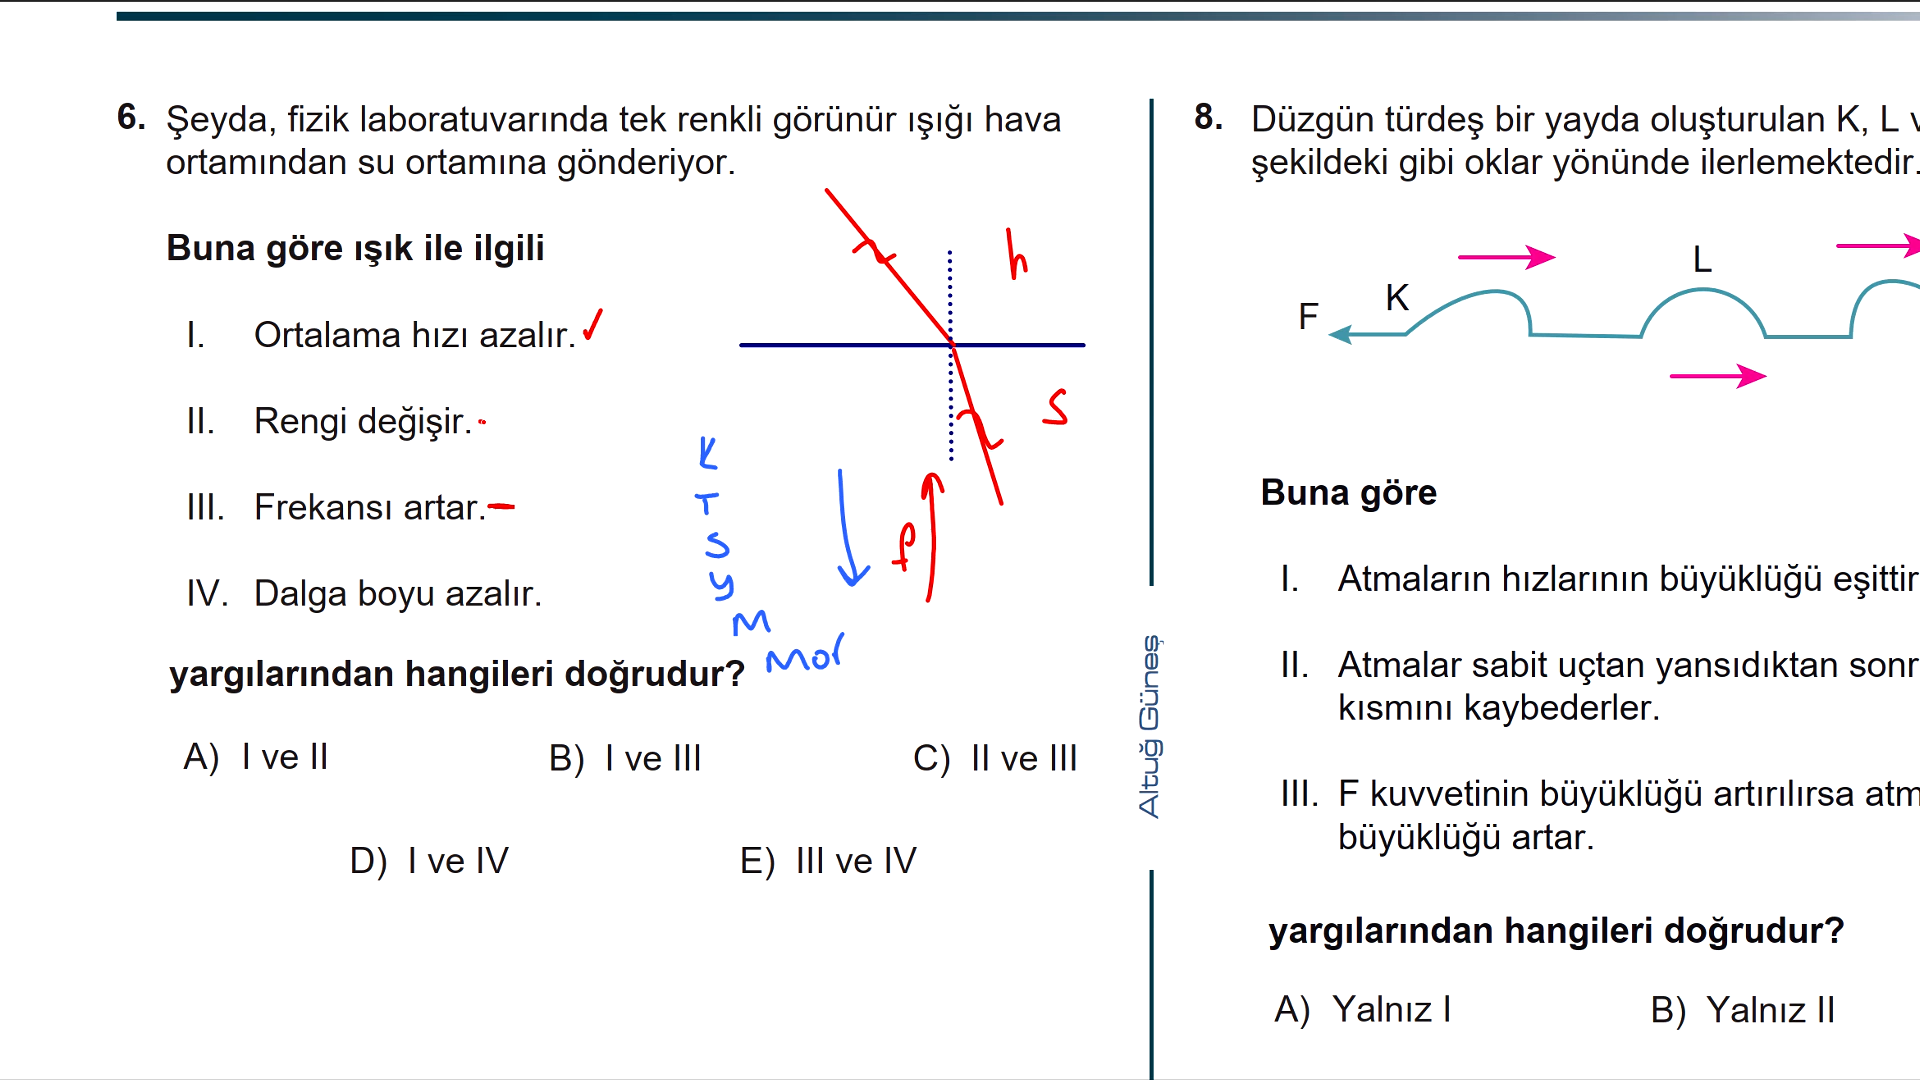 6. Şeyda, fizik laboratuvarında tek renkli görünür ışığı hava
ortamından su ortamına gönderiyor.
Buna göre ışık ile ilgili
I. Ortalama hızı azalır.
II. Rengi değişir.
III. Frekansı artar.
IV. Dalga boyu azalır.
yargılarından hangileri doğrudur?
A) I ve II
B) I ve III
C) II ve III
D) I ve IV
E) III ve IV
h
S
K
T
S
Y
M
Mor
f
Altuğ Güneş
8. Düzgün türdeş bir yayda oluşturulan K, L v
şekildeki gibi oklar yönünde ilerlemektedir.
F
K
L
Buna göre
I. Atmaların hızlarının büyüklüğü eşittir
II. Atmalar sabit uçtan yansıdıktan sonr
kısmını kaybederler.
III. F kuvvetinin büyüklüğü artırılırsa atm
büyüklüğü artar.
yargılarından hangileri doğrudur?
A) Yalnız I
B) Yalnız II